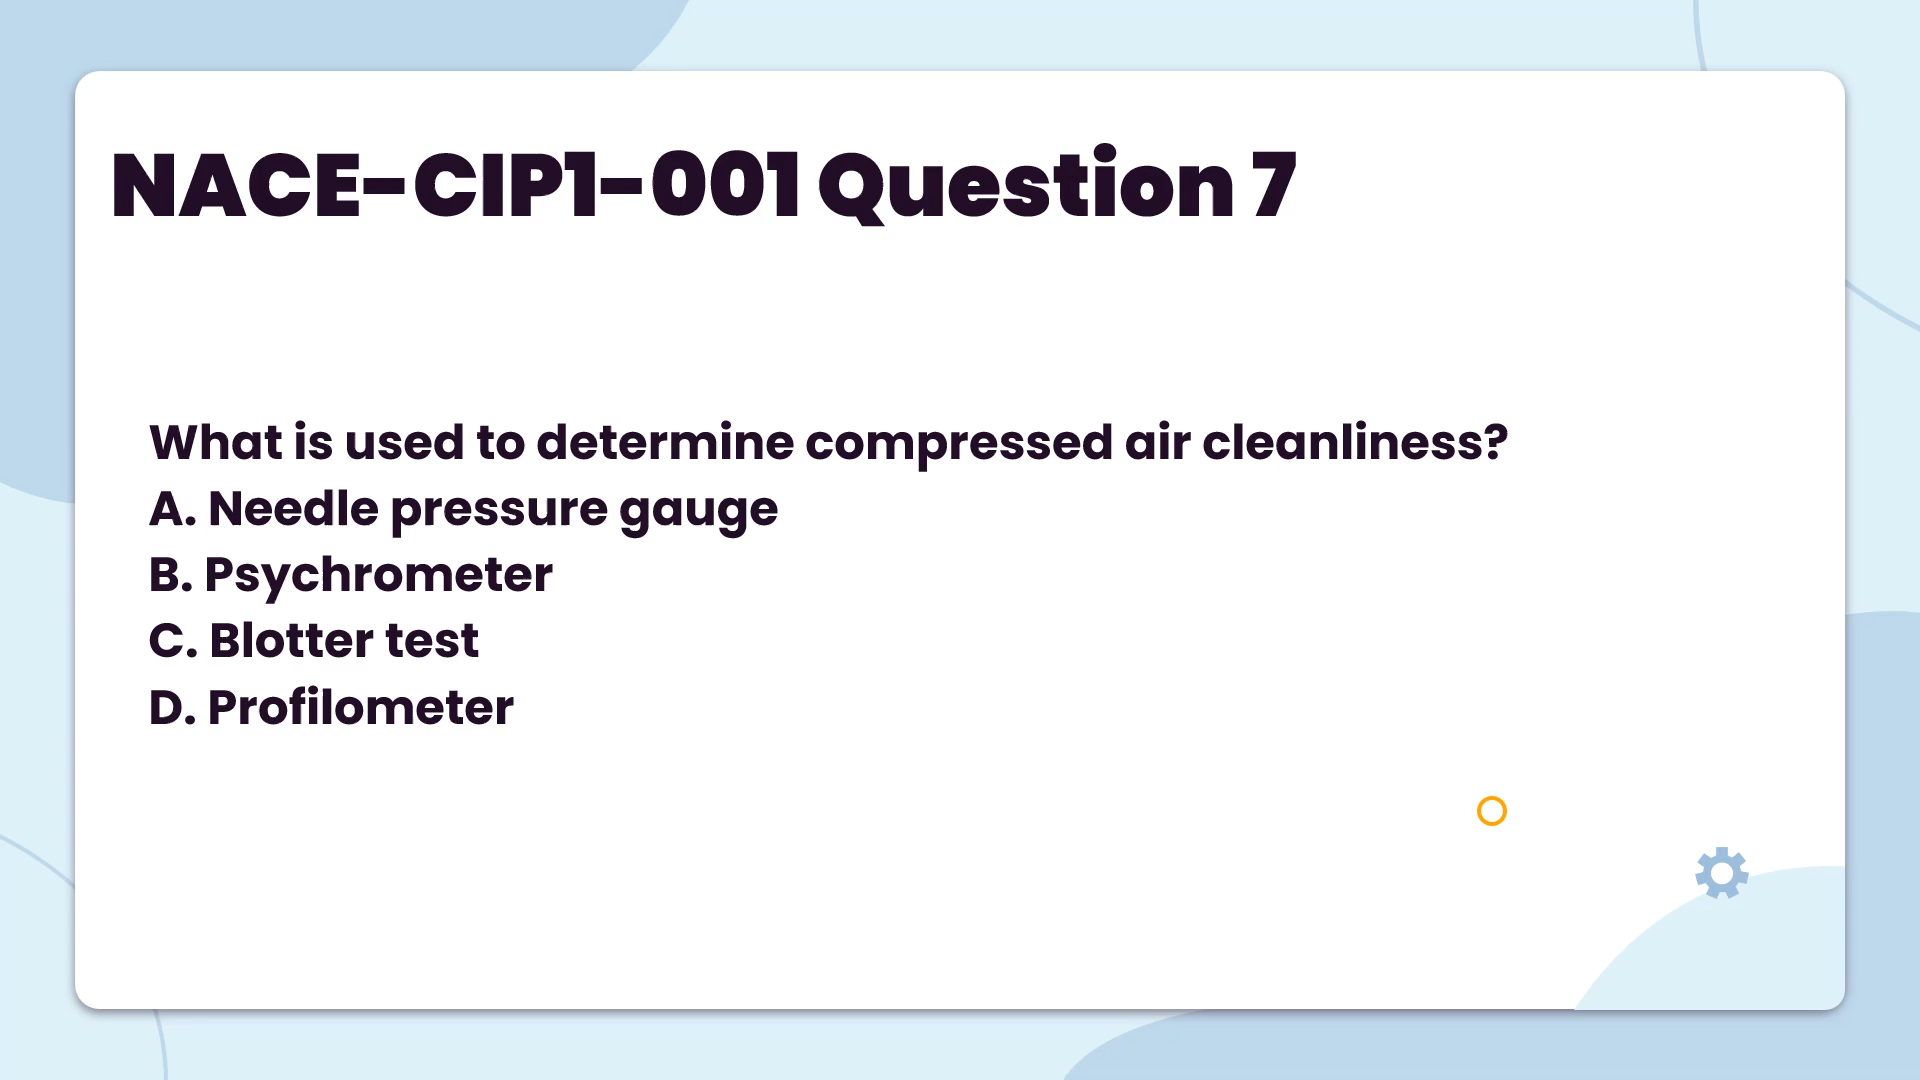 NACE-CIP1-001 Question 7
What is used to determine compressed air cleanliness?
A. Needle pressure gauge
B. Psychrometer
C. Blotter test
D. Profilometer